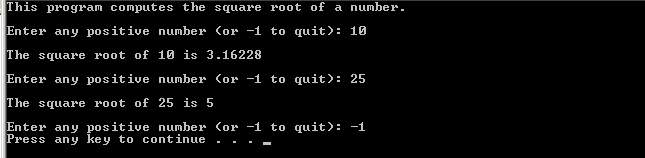 This program computes the square root of a number.
Enter any positive number (or -1 to quit): 10
The square root of 10 is 3.16228
Enter any positive number (or -1 to quit): 25
The square root of 25 is 5
Enter any positive number (or -1 to quit): -1
Press any key to continue . . . _